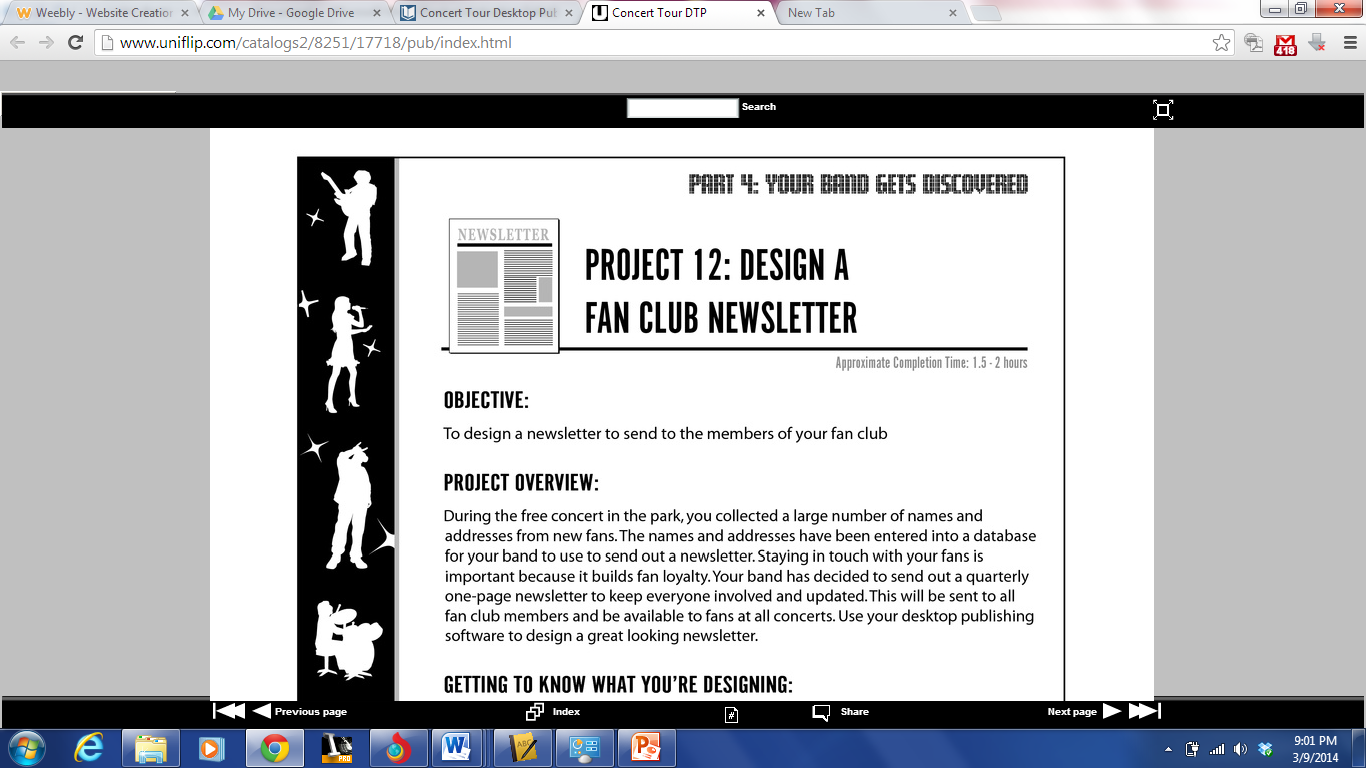 Weebly - Website Creation
My Drive - Google Drive
Concert Tour Desktop Pub
Concert Tour DTP
New Tab
www.uniflip.com/catalogs2/8251/17718/pub/index.html
418
Search
PART 4: YOUR BAND GETS DISCOVERED
NEWSLETTER
PROJECT 12: DESIGN A
FAN CLUB NEWSLETTER
Approximate Completion Time: 1.5 - 2 hours
OBJECTIVE:
To design a newsletter to send to the members of your fan club
PROJECT OVERVIEW:
During the free concert in the park, you collected a large number of names and
addresses from new fans. The names and addresses have been entered into a database
for your band to use to send out a newsletter. Staying in touch with your fans is
important because it builds fan loyalty. Your band has decided to send out a quarterly
one-page newsletter to keep everyone involved and updated. This will be sent to all
fan club members and be available to fans at all concerts. Use your desktop publishing
software to design a great looking newsletter.
GETTING TO KNOW WHAT YOU'RE DESIGNING:
Previous page
Index
#
Share
Next page
PRO
ABC
9:01 PM
3/9/2014